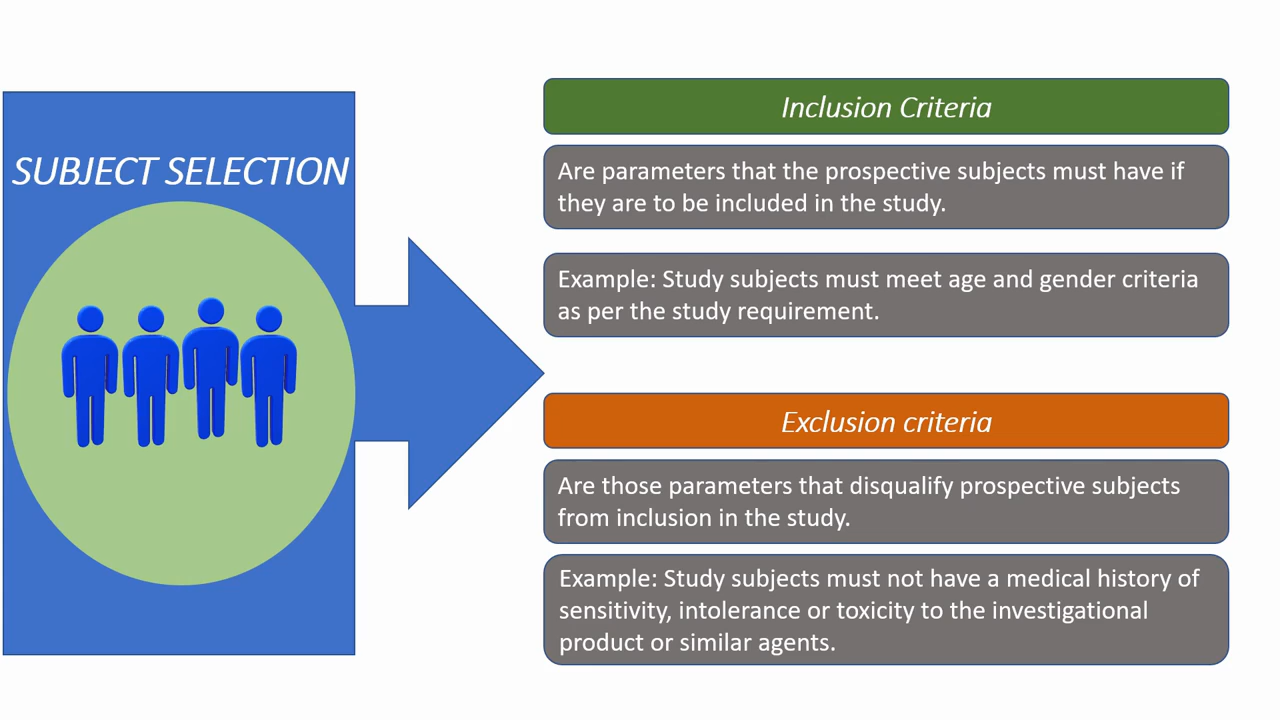 SUBJECT SELECTION
Inclusion Criteria
Are parameters that the prospective subjects must have if
they are to be included in the study.
Example: Study subjects must meet age and gender criteria
as per the study requirement.
Exclusion criteria
Are those parameters that disqualify prospective subjects
from inclusion in the study.
Example: Study subjects must not have a medical history of
sensitivity, intolerance or toxicity to the investigational
product or similar agents.